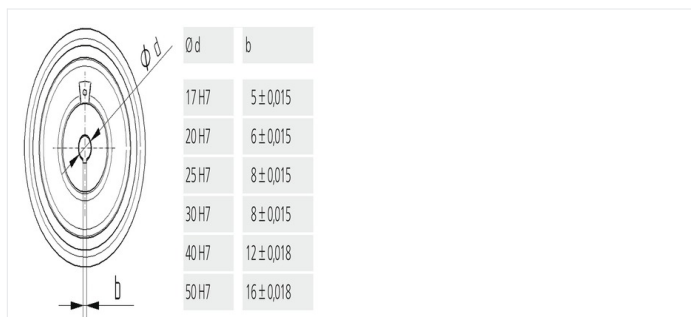 Φ d
Ø d b
17 H7 5 ± 0,015
20 H7 6 ± 0,015
25 H7 8 ± 0,015
30 H7 8 ± 0,015
40 H7 12 ± 0,018
50 H7 16 ± 0,018
b